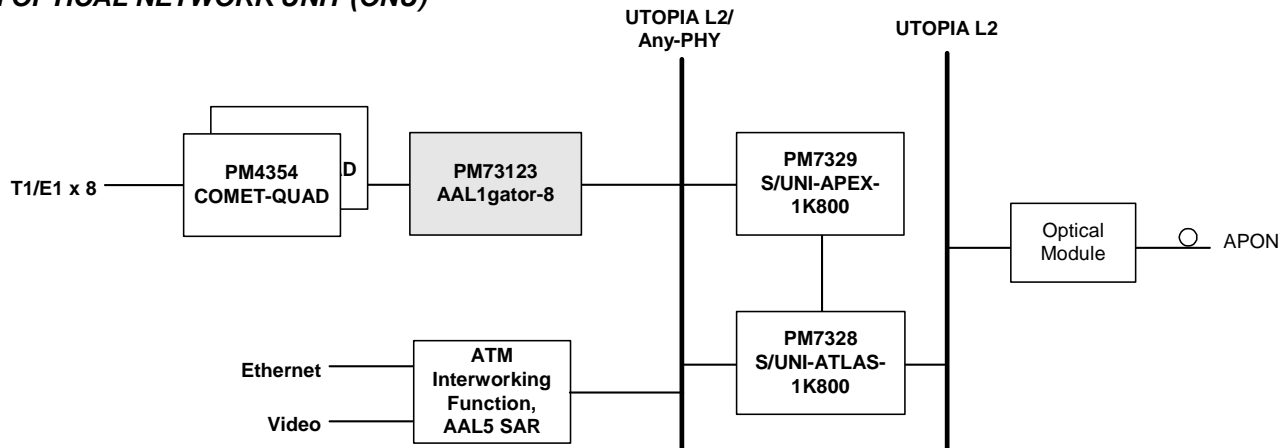 OPTICAL NETWORK UNIT (ONU)
UTOPIA L2/
Any-PHY
UTOPIA L2
T1/E1 x 8
PM4354
COMET-QUAD
AD
PM73123
AAL1gator-8
PM7329
S/UNI-APEX-
1K800
Optical
Module
APON
Ethernet
Video
ATM
Interworking
Function,
AAL5 SAR
PM7328
S/UNI-ATLAS-
1K800